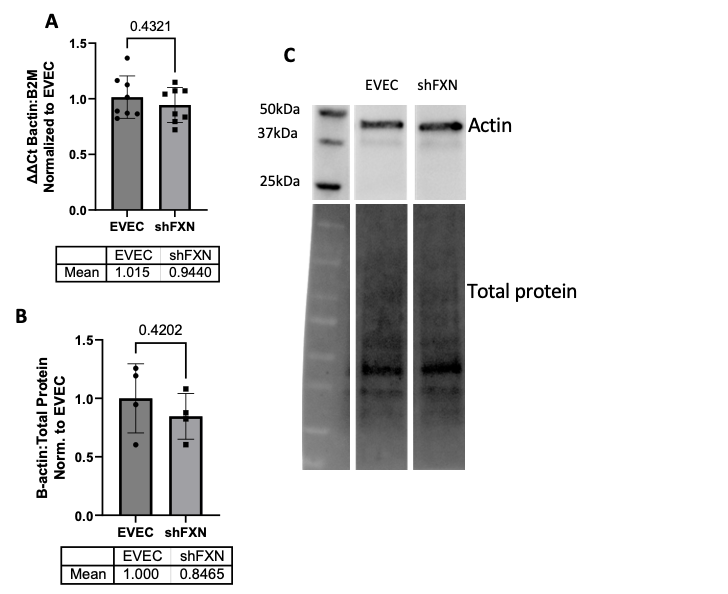 A
0.4321
ΔΔCt Bactin:B2M
Normalized to EVEC
1.5
1.0
0.5
0.0
EVEC shFXN
EVEC shFXN
Mean 1.015 0.9440
B
0.4202
B-actin:Total Protein
Norm. to EVEC
1.5
1.0
0.5
0.0
EVEC shFXN
EVEC shFXN
Mean 1.000 0.8465
C
EVEC shFXN
50kDa
37kDa
25kDa
Actin
Total protein